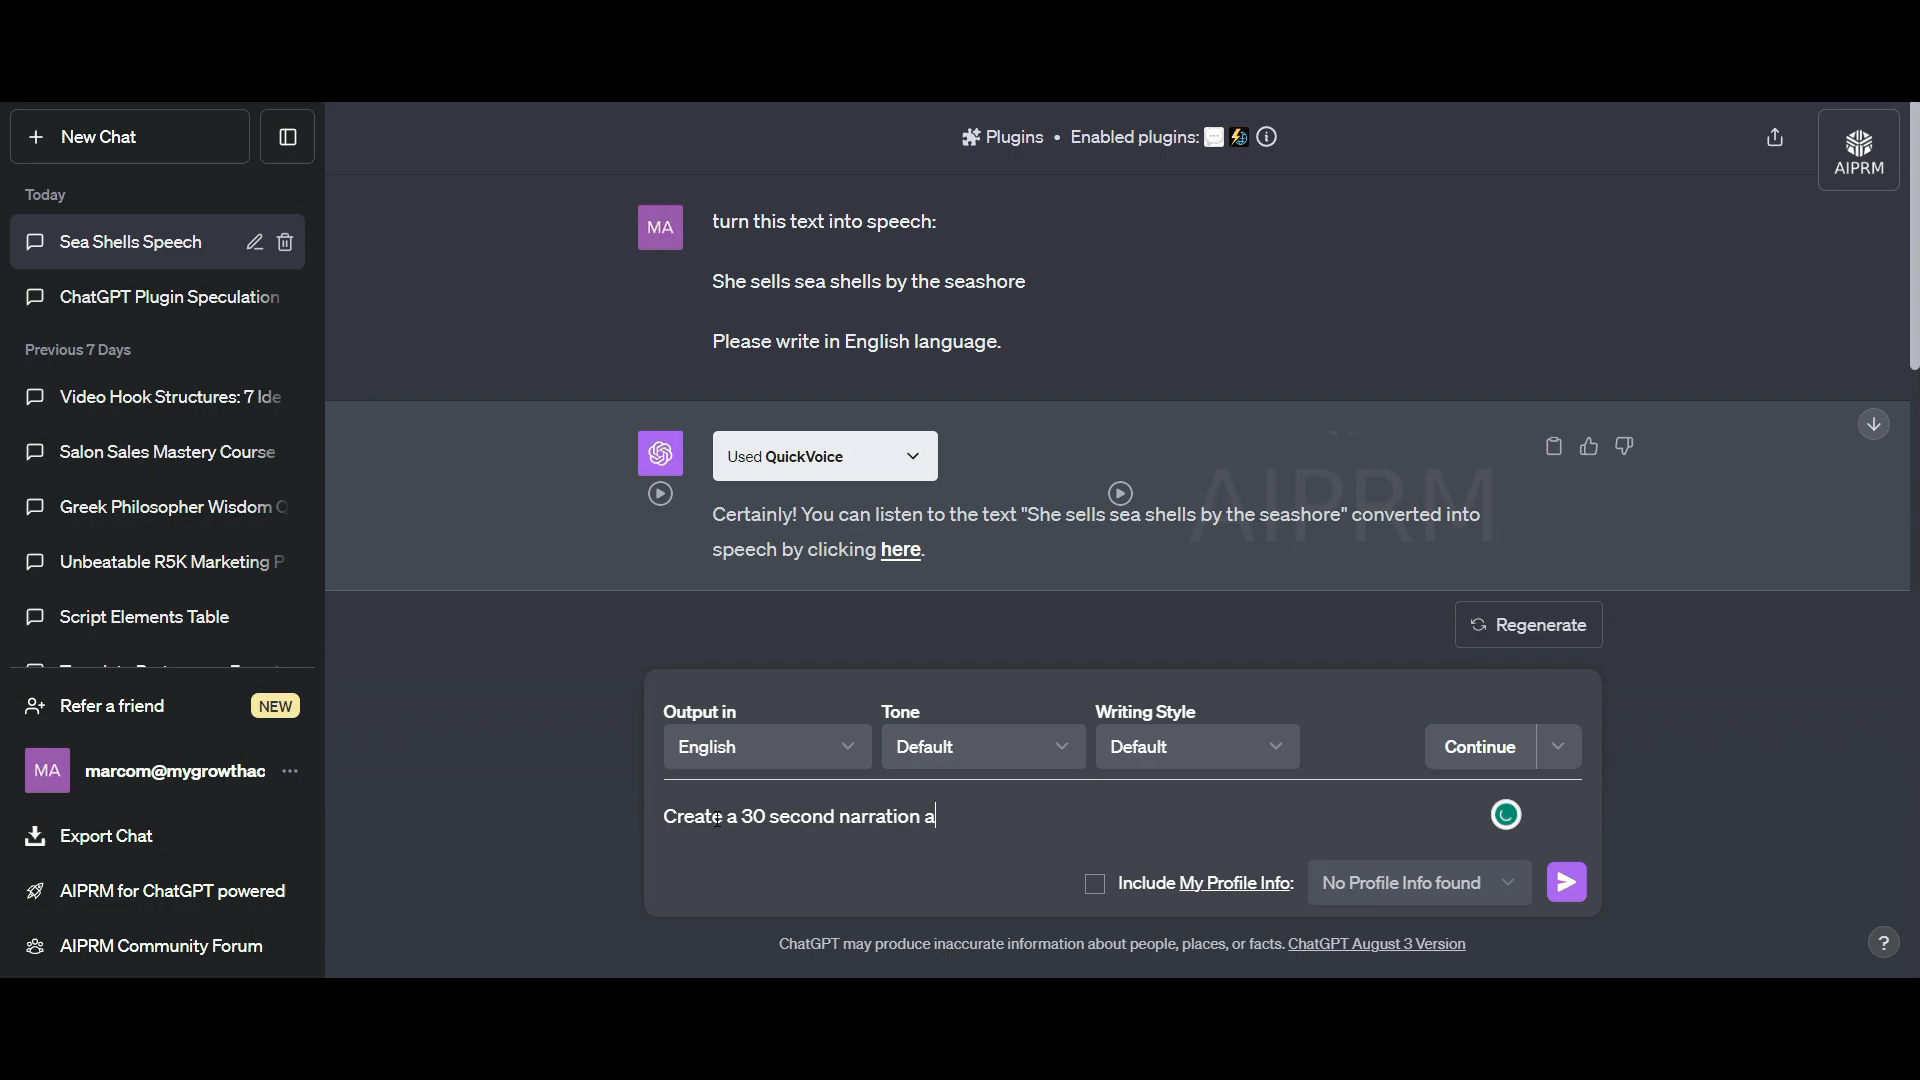 New Chat
Today
Sea Shells Speech
ChatGPT Plugin Speculation
Previous 7 Days
Video Hook Structures: 7 Ide
Salon Sales Mastery Course
Greek Philosopher Wisdom
Unbeatable R5K Marketing P
Script Elements Table
Refer a friend
NEW
MA
marcom@mygrowthac
Export Chat
AIPRM for ChatGPT powered
AIPRM Community Forum
Plugins • Enabled plugins:
AIPRM
MA
turn this text into speech:
She sells sea shells by the seashore
Please write in English language.
Used QuickVoice
AIPRM
Certainly! You can listen to the text "She sells sea shells by the seashore" converted into
speech by clicking here.
Regenerate
Output in
Tone
Writing Style
English
Default
Default
Continue
Create a 30 second narration a
Include My Profile Info:
No Profile Info found
ChatGPT may produce inaccurate information about people, places, or facts. ChatGPT August 3 Version
?